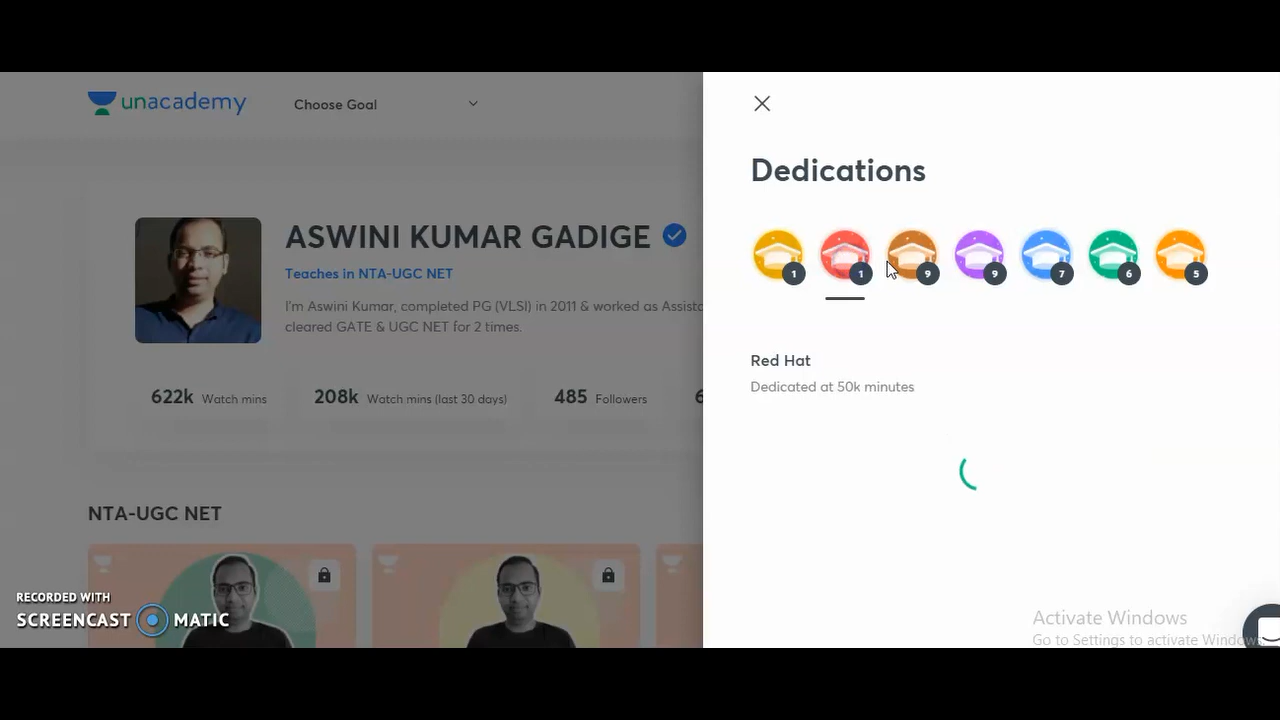 unacademy
Choose Goal
ASWINI KUMAR GADIGE
Teaches in NTA-UGC NET
I'm Aswini Kumar, completed PG (VLSI) in 2011 & worked as Assista
cleared GATE & UGC NET for 2 times.
622k Watch mins
208k Watch mins (last 30 days)
485 Followers
6
NTA-UGC NET
Dedications
1
1
9
9
7
6
5
Red Hat
Dedicated at 50k minutes
Activate Windows
Go to Settings to activate Windows.
RECORDED WITH
SCREENCAST MATIC